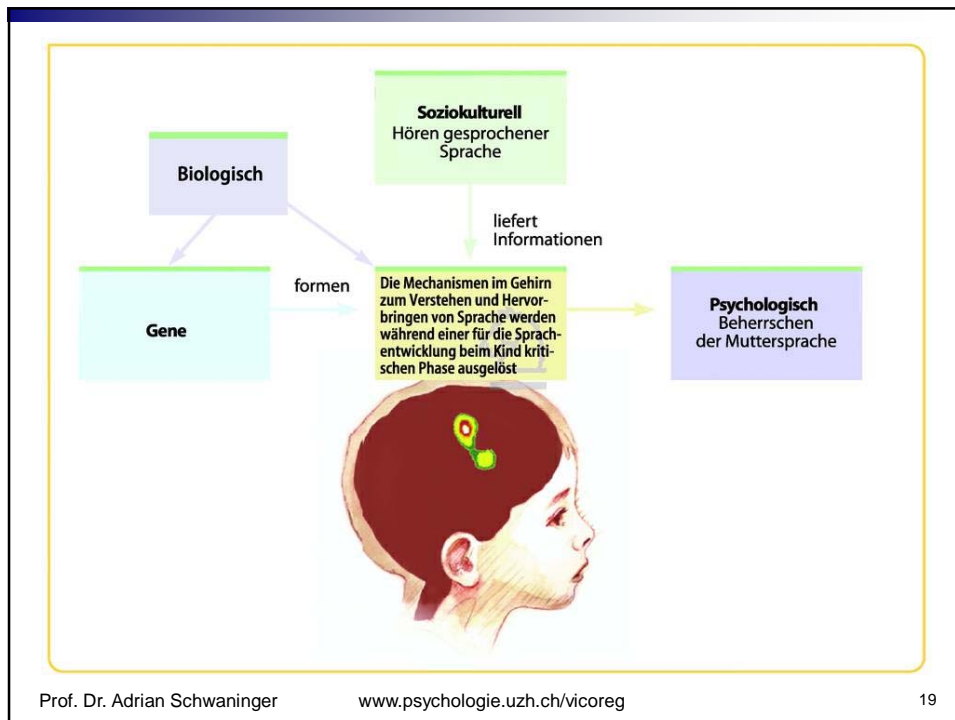 Soziokulturell
Hören gesprochener
Sprache
Biologisch
liefert
Informationen
Gene
formen
Die Mechanismen im Gehirn
zum Verstehen und Hervor-
bringen von Sprache werden
während einer für die Sprach-
entwicklung beim Kind kriti-
schen Phase ausgelöst
Psychologisch
Beherrschen
der Muttersprache
Prof. Dr. Adrian Schwaninger www.psychologie.uzh.ch/vicoreg 19